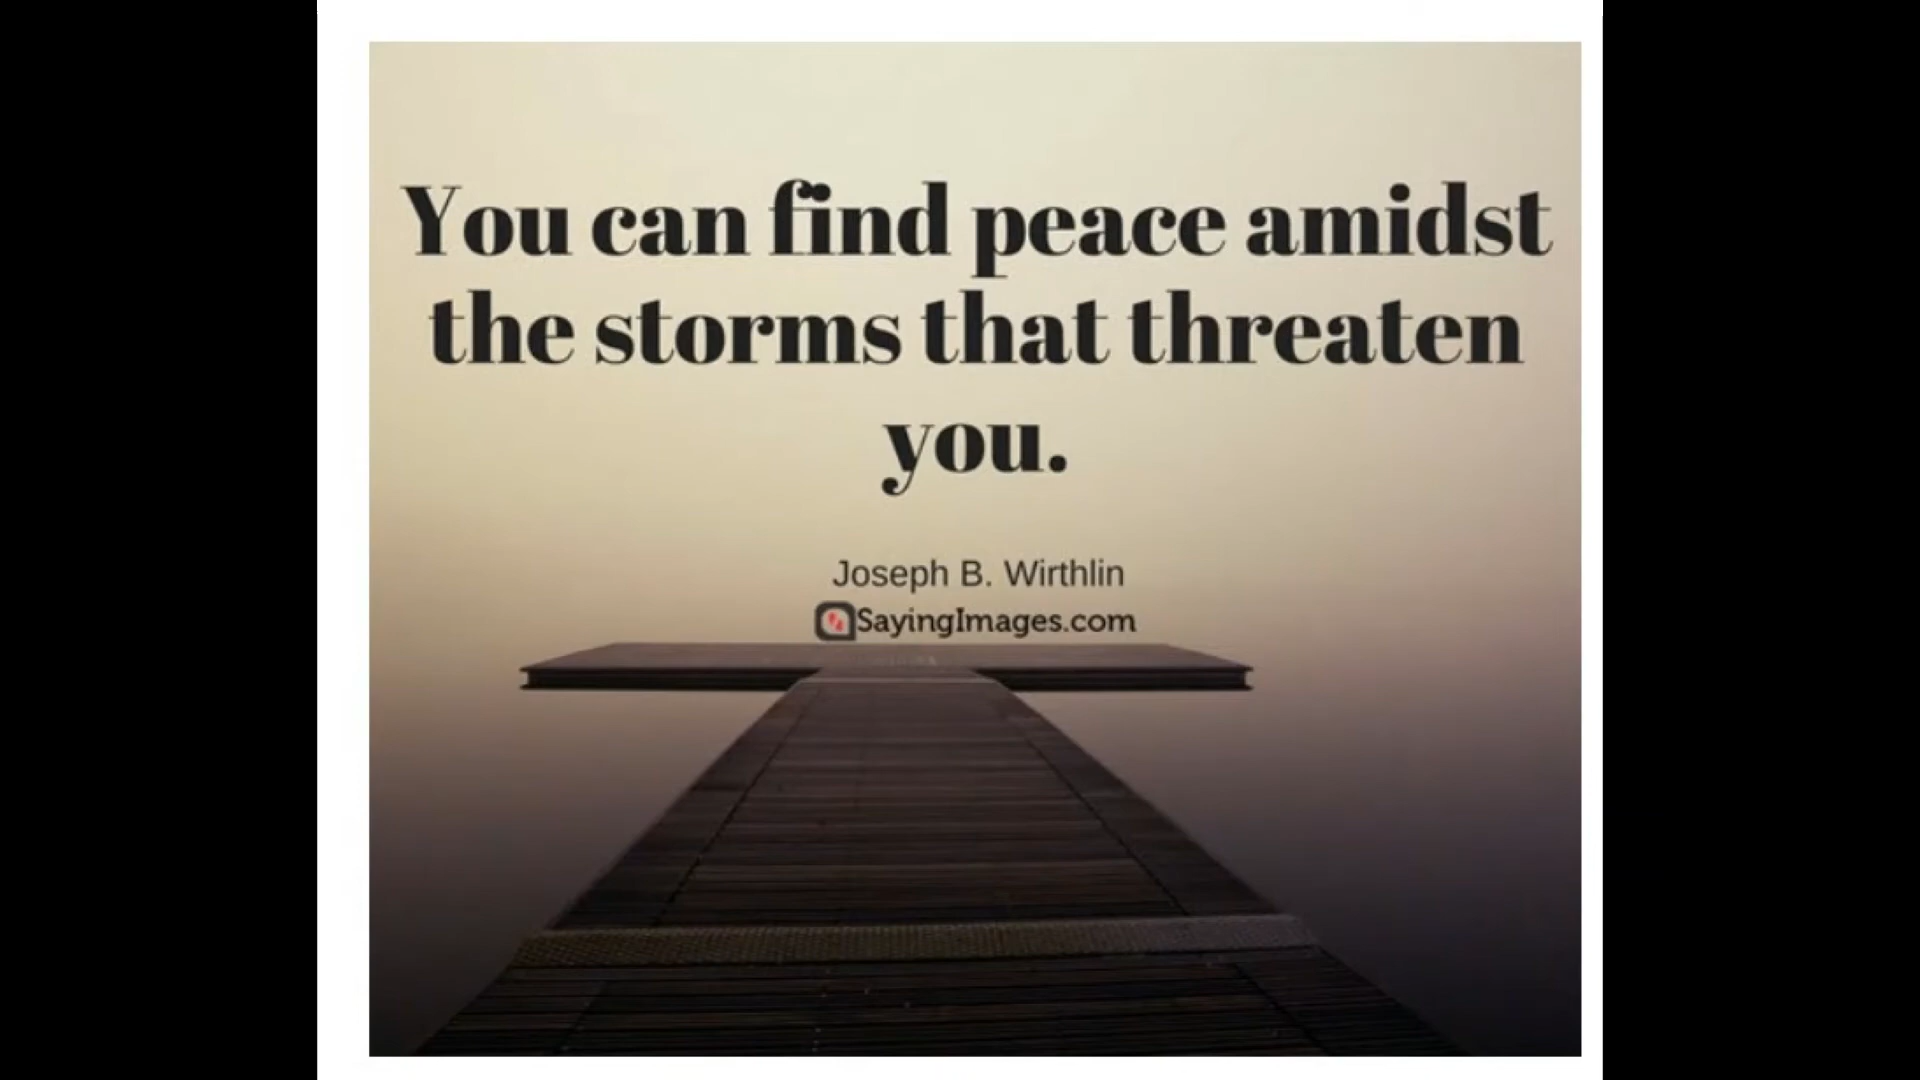 You can find peace amidst
the storms that threaten
you.
Joseph B. Wirthlin
SayingImages.com